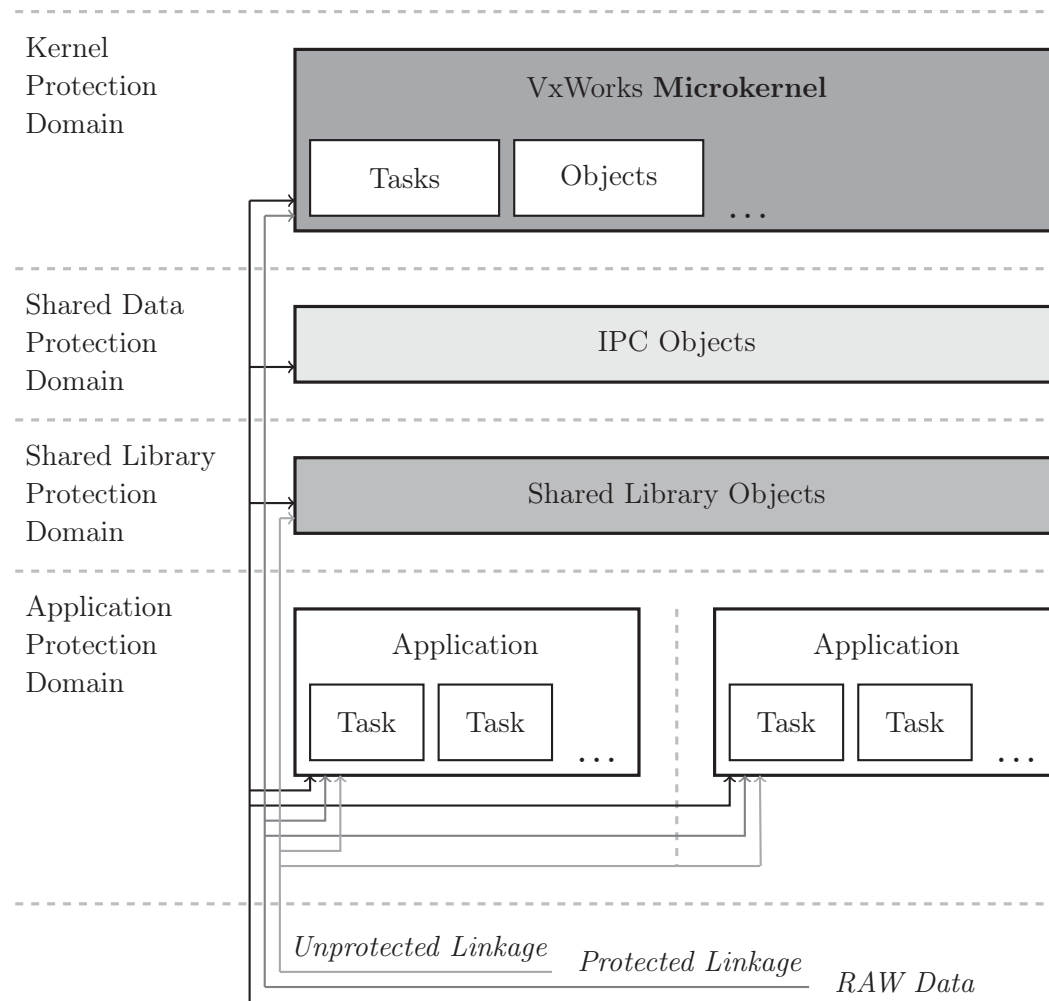 Kernel
Protection
Domain
VxWorks Microkernel
Tasks
Objects
...
Shared Data
Protection
Domain
IPC Objects
Shared Library
Protection
Domain
Shared Library Objects
Application
Protection
Domain
Application
Task
Task
...
Application
Task
Task
...
Unprotected Linkage
Protected Linkage
RAW Data